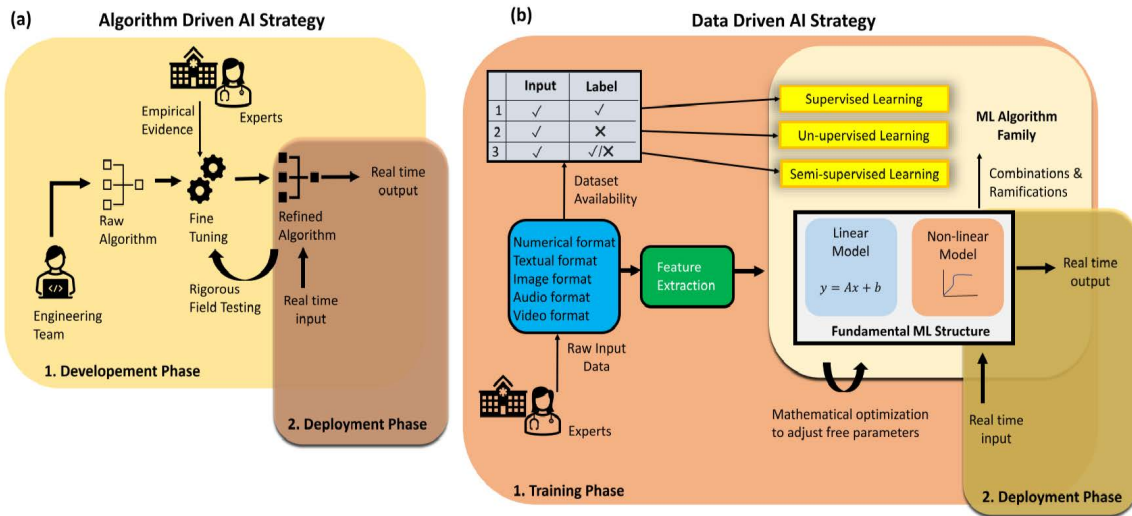 (a)
Algorithm Driven AI Strategy
Empirical
Evidence
Experts
Raw
Algorithm
Fine
Tuning
Refined
Algorithm
Real time
output
</>
Engineering
Team
Rigorous
Field Testing
Real time
input
1. Developement Phase
2. Deployment Phase
(b)
Data Driven AI Strategy
Input Label
1 ✓ ✓
2 ✓ ✕
3 ✓ ✓/✕
Supervised Learning
Un-upervised Learning
Semi-supervised Learning
ML Algorithm
Family
Dataset
Availability
Combinations &
Ramifications
Numerical format
Textual format
Image format
Audio format
Video format
Feature
Extraction
Linear
Model
y = Ax + b
Non-linear
Model
Fundamental ML Structure
Real time
output
Raw Input
Data
Experts
Mathematical optimization
to adjust free parameters
Real time
input
1. Training Phase
2. Deployment Phase